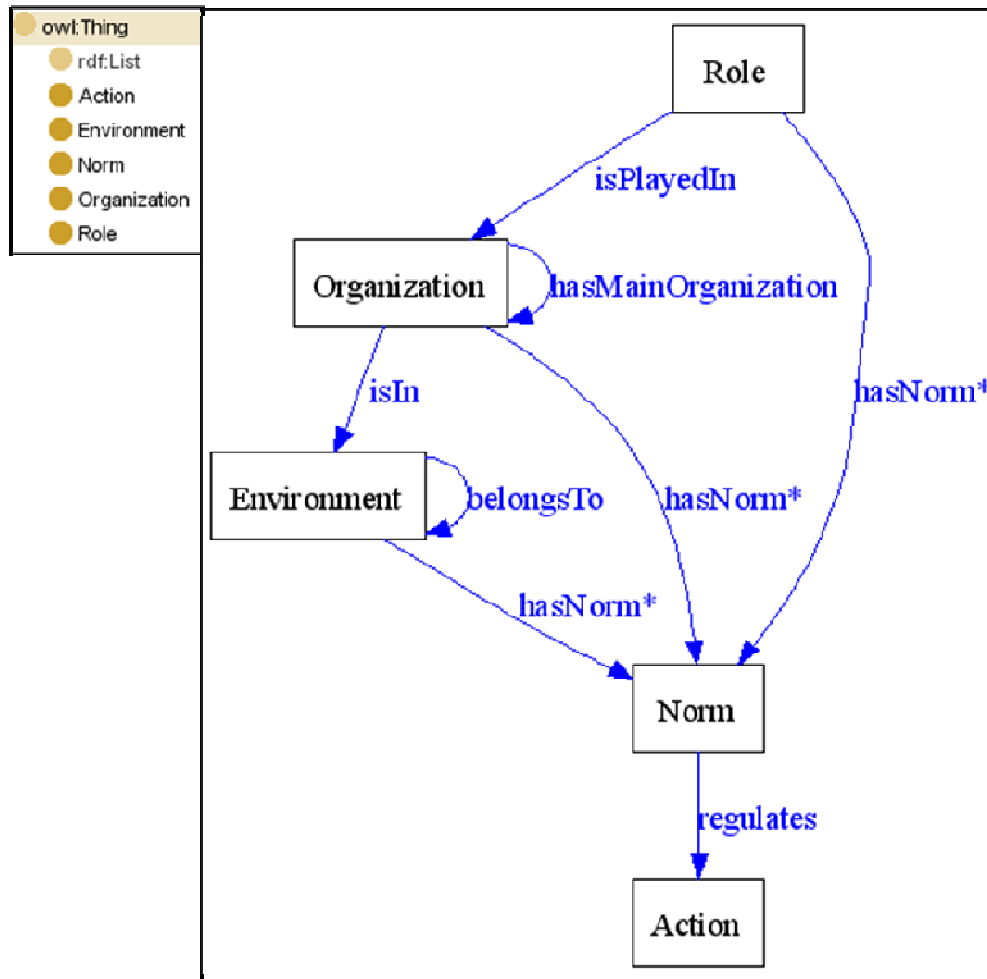 owl:Thing
rdf:List
Action
Environment
Norm
Organization
Role
Role
isPlayedIn
Organization
hasMainOrganization
isIn
hasNorm*
Environment
belongsTo
hasNorm*
hasNorm*
Norm
regulates
Action